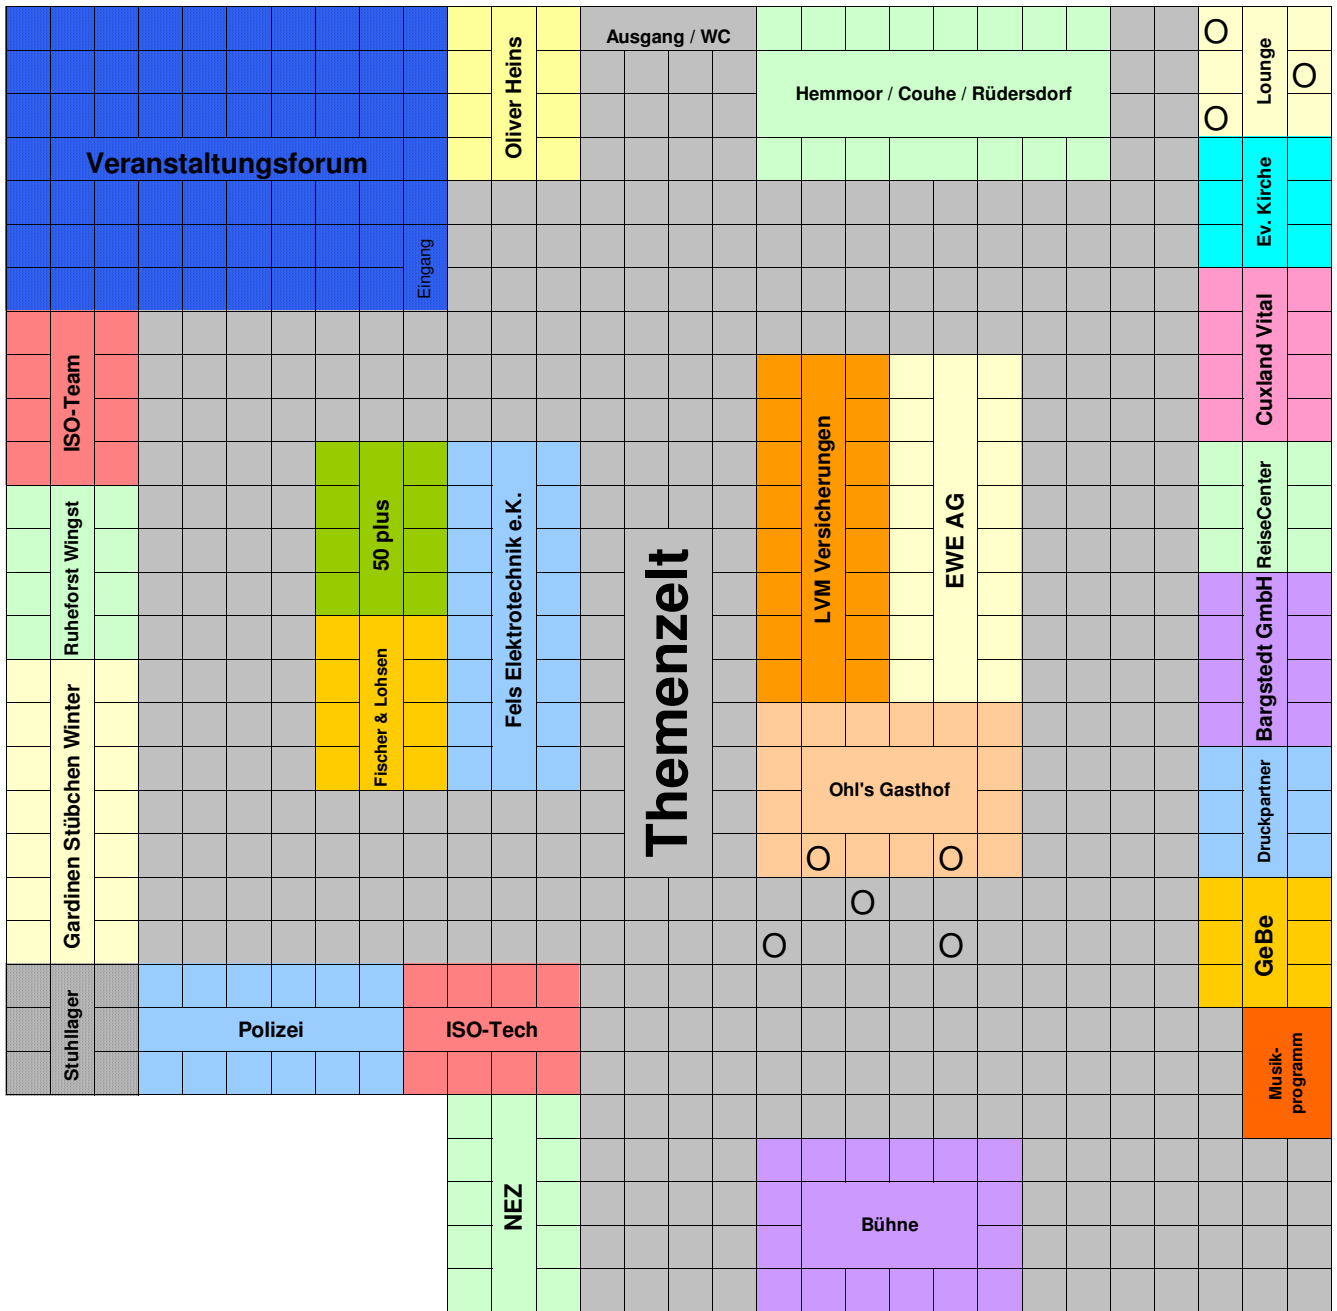 Ausgang / WC
O
Lounge
O
O
Oliver Heins
Hemmoor / Couhe / Rüdersdorf
Veranstaltungsforum
Eingang
Ev. Kirche
Cuxland Vital
ISO-Team
50 plus
Fels Elektrotechnik e.K.
LVM Versicherungen
EWE AG
ReiseCenter
Ruheforst Wingst
Themenzelt
Bargstedt GmbH
Fischer & Lohsen
Gardinen Stübchen Winter
Ohl's Gasthof
Druckpartner
O
O
O
O
O
GeBe
Stuhllager
Polizei
ISO-Tech
Musik-
programm
NEZ
Bühne